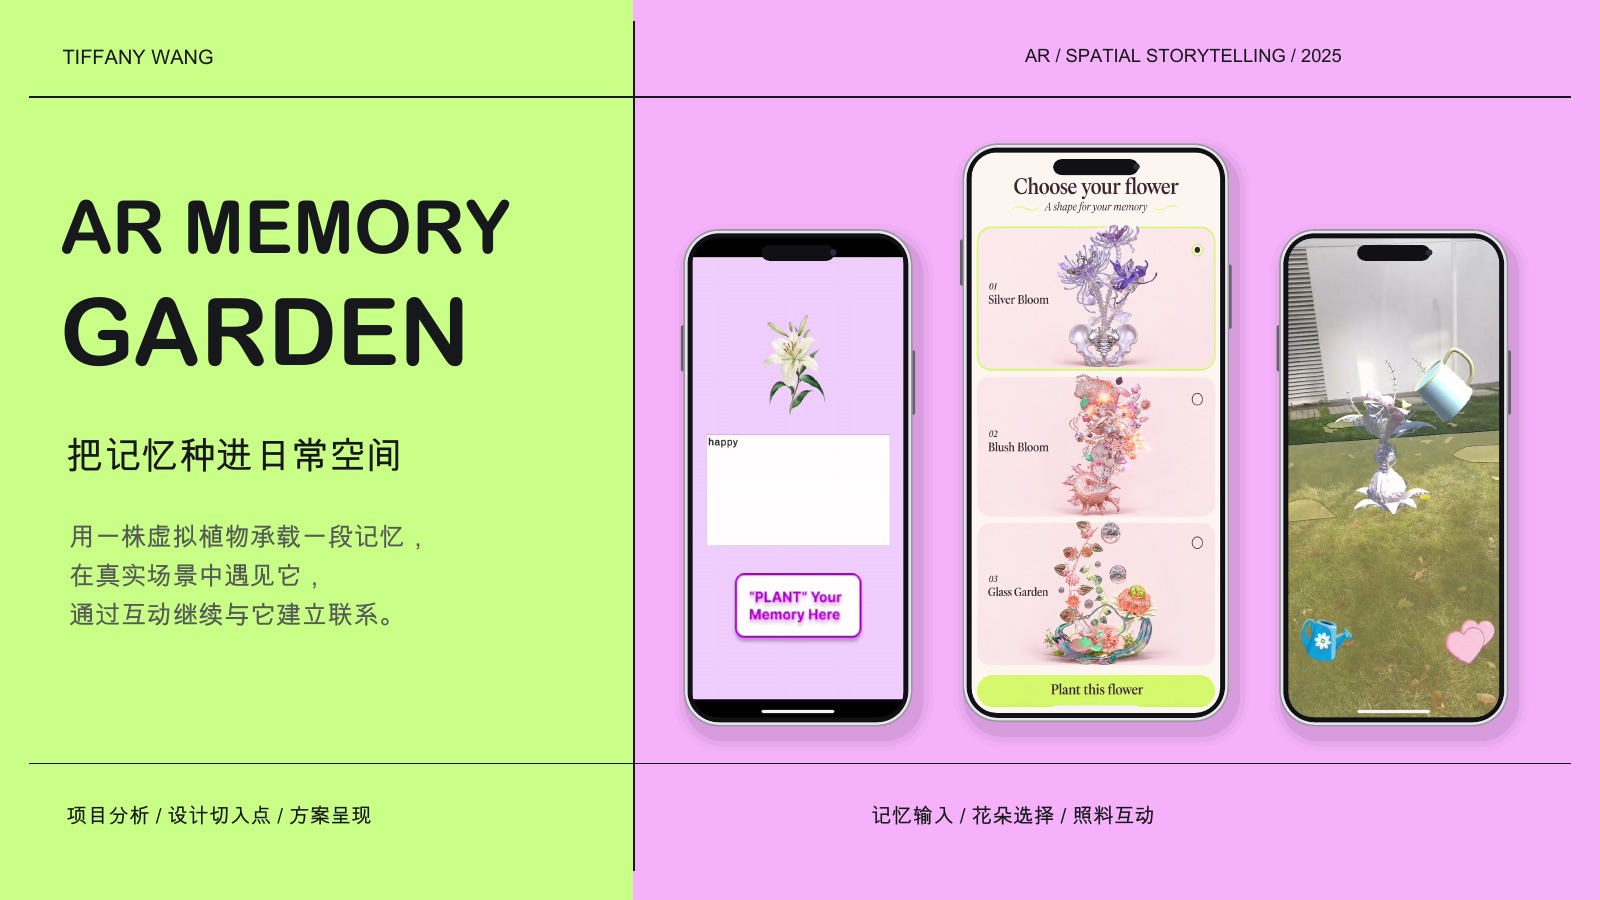 TIFFANY WANG
AR / SPATIAL STORYTELLING / 2025
AR MEMORY
GARDEN
把记忆种进日常空间
用一株虚拟植物承载一段记忆，
在真实场景中遇见它，
通过互动继续与它建立联系。
happy
“PLANT” Your
Memory Here
Choose your flower
A shape for your memory
01
Silver Bloom
02
Blush Bloom
03
Glass Garden
Plant this flower
项目分析 / 设计切入点 / 方案呈现
记忆输入 / 花朵选择 / 照料互动